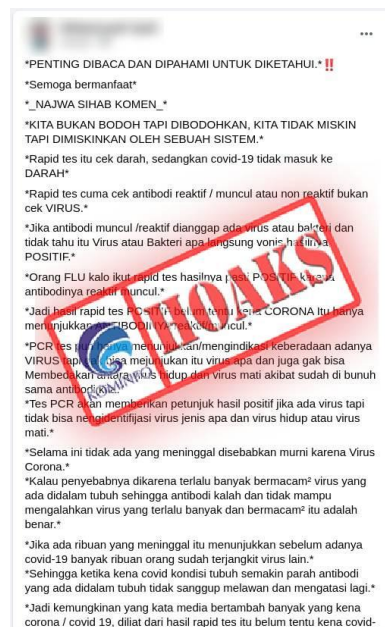 *PENTING DIBACA DAN DIPAHAMI UNTUK DIKETAHUI.* ‼
*Semoga bermanfaat*
*_NAJWA SIHAB KOMEN_*
*KITA BUKAN BODOH TAPI DIBODOHKAN, KITA TIDAK MISKIN
TAPI DIMISKINKAN OLEH SEBUAH SISTEM.*
*Rapid tes itu cek darah, sedangkan covid-19 tidak masuk ke
DARAH*
*Rapid tes cuma cek antibodi reaktif / muncul atau non reaktif bukan
cek VIRUS.*
*Jika antibodi muncul /reaktif dianggap ada virus atau bakteri dan
tidak tahu itu Virus atau Bakteri apa langsung vonis hasilnya
POSITIF.*
*Orang FLU kalo ikut rapid tes hasilnya pasti POSITIF karena
antibodinya reaktif muncul.*
*Jadi hasil rapid tes POSITIF belum tentu kena CORONA Itu hanya
menunjukkan ANTIBODINYA reaktif/muncul.*
*PCR tes pun hanya menunjukkan/mengindikasi keberadaan adanya
VIRUS tapi bisa mejunjukan itu virus apa dan juga gak bisa
Membedakan antara virus hidup dan virus mati akibat sudah di bunuh
sama antibodi
*Tes PCR akan memberikan petunjuk hasil positif jika ada virus tapi
tidak bisa mengidentifijasi virus jenis apa dan virus hidup atau virus
mati.*
*Selama ini tidak ada yang meninggal disebabkan murni karena Virus
Corona.*
*Kalau penyebabnya dikarena terlalu banyak bermacam² virus yang
ada didalam tubuh sehingga antibodi kalah dan tidak mampu
mengalahkan virus yang terlalu banyak dan bermacam² itu adalah
benar.*
*Jika ada ribuan yang meninggal itu menunjukkan sebelum adanya
covid-19 banyak ribuan orang sudah terjangkit virus lain.*
*Sehingga ketika kena covid kondisi tubuh semakin parah antibodi
yang ada didalam tubuh tidak sanggup melawan dan mengatasi lagi.*
*Jadi kemungkinan yang kata media bertambah banyak yang kena
corona / covid 19, diliat dari hasil rapid tes itu belum tentu kena covid-
KOMINFO
HOAKS